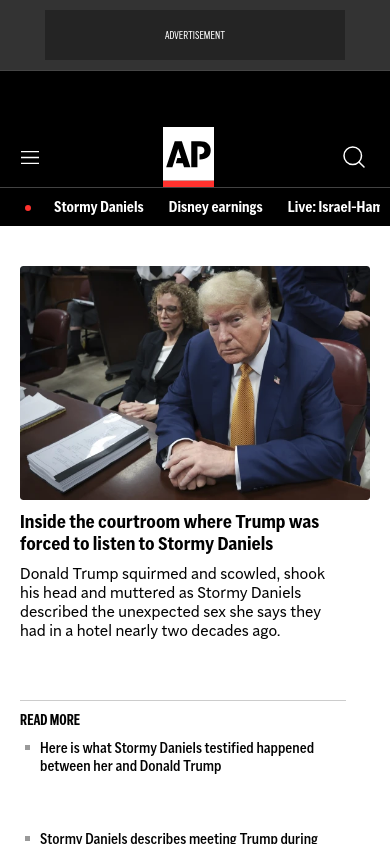 ADVERTISEMENT
AP
Stormy Daniels Disney earnings Live: Israel-Ham
Inside the courtroom where Trump was
forced to listen to Stormy Daniels
Donald Trump squirmed and scowled, shook
his head and muttered as Stormy Daniels
described the unexpected sex she says they
had in a hotel nearly two decades ago.
READ MORE
Here is what Stormy Daniels testified happened
between her and Donald Trump
Stormy Daniels describes meeting Trump during